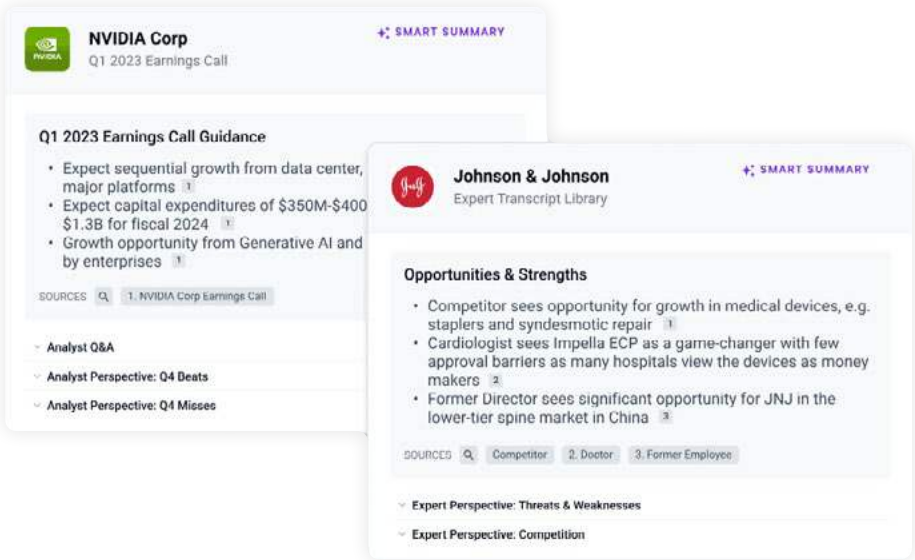 NVIDIA
NVIDIA Corp
Q1 2023 Earnings Call
SMART SUMMARY
Q1 2023 Earnings Call Guidance
• Expect sequential growth from data center,
major platforms 1
• Expect capital expenditures of $350M-$400
$1.3B for fiscal 2024 1
• Growth opportunity from Generative AI and
by enterprises 1
SOURCES 1. NVIDIA Corp Earnings Call
Analyst Q&A
Analyst Perspective: Q4 Beats
Analyst Perspective: Q4 Misses
J&J
Johnson & Johnson
Expert Transcript Library
SMART SUMMARY
Opportunities & Strengths
• Competitor sees opportunity for growth in medical devices, e.g.
staplers and syndesmotic repair 1
• Cardiologist sees Impella ECP as a game-changer with few
approval barriers as many hospitals view the devices as money
makers 2
• Former Director sees significant opportunity for JNJ in the
lower-tier spine market in China 3
SOURCES Competitor 2. Doctor 3. Former Employee
Expert Perspective: Threats & Weaknesses
Expert Perspective: Competition